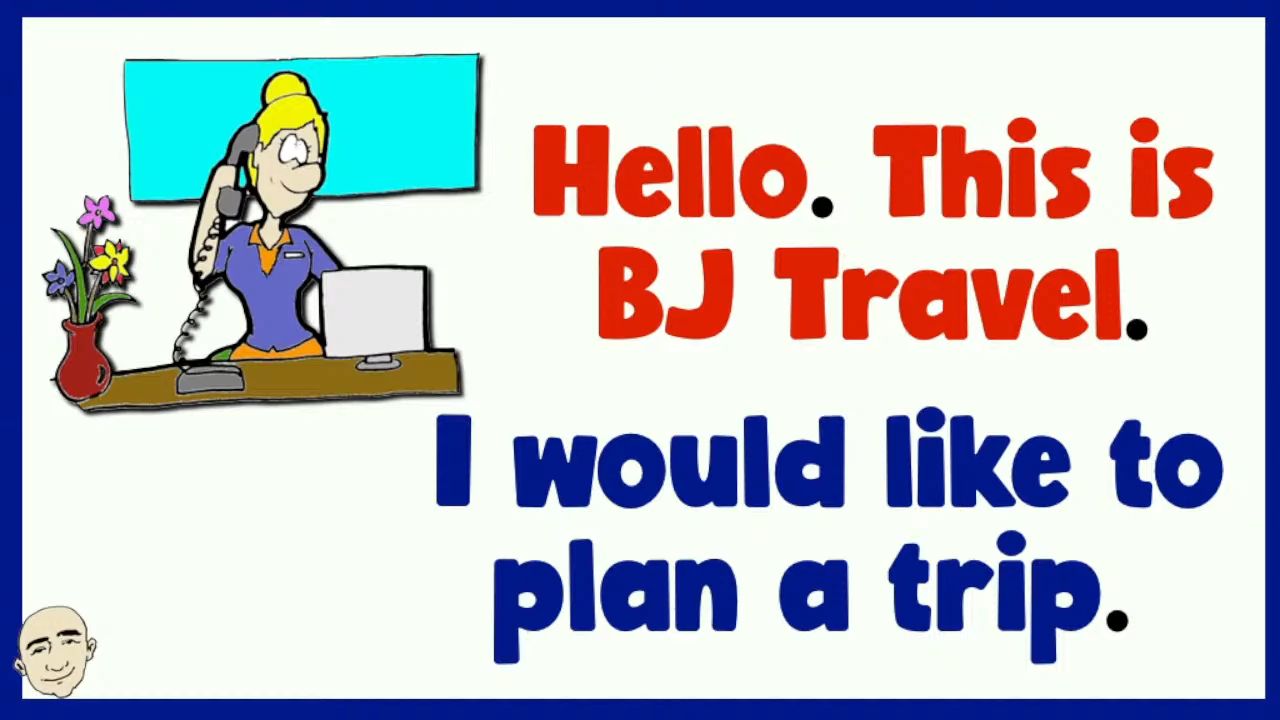 Hello. This is
BJ Travel.
I would like to
plan a trip.